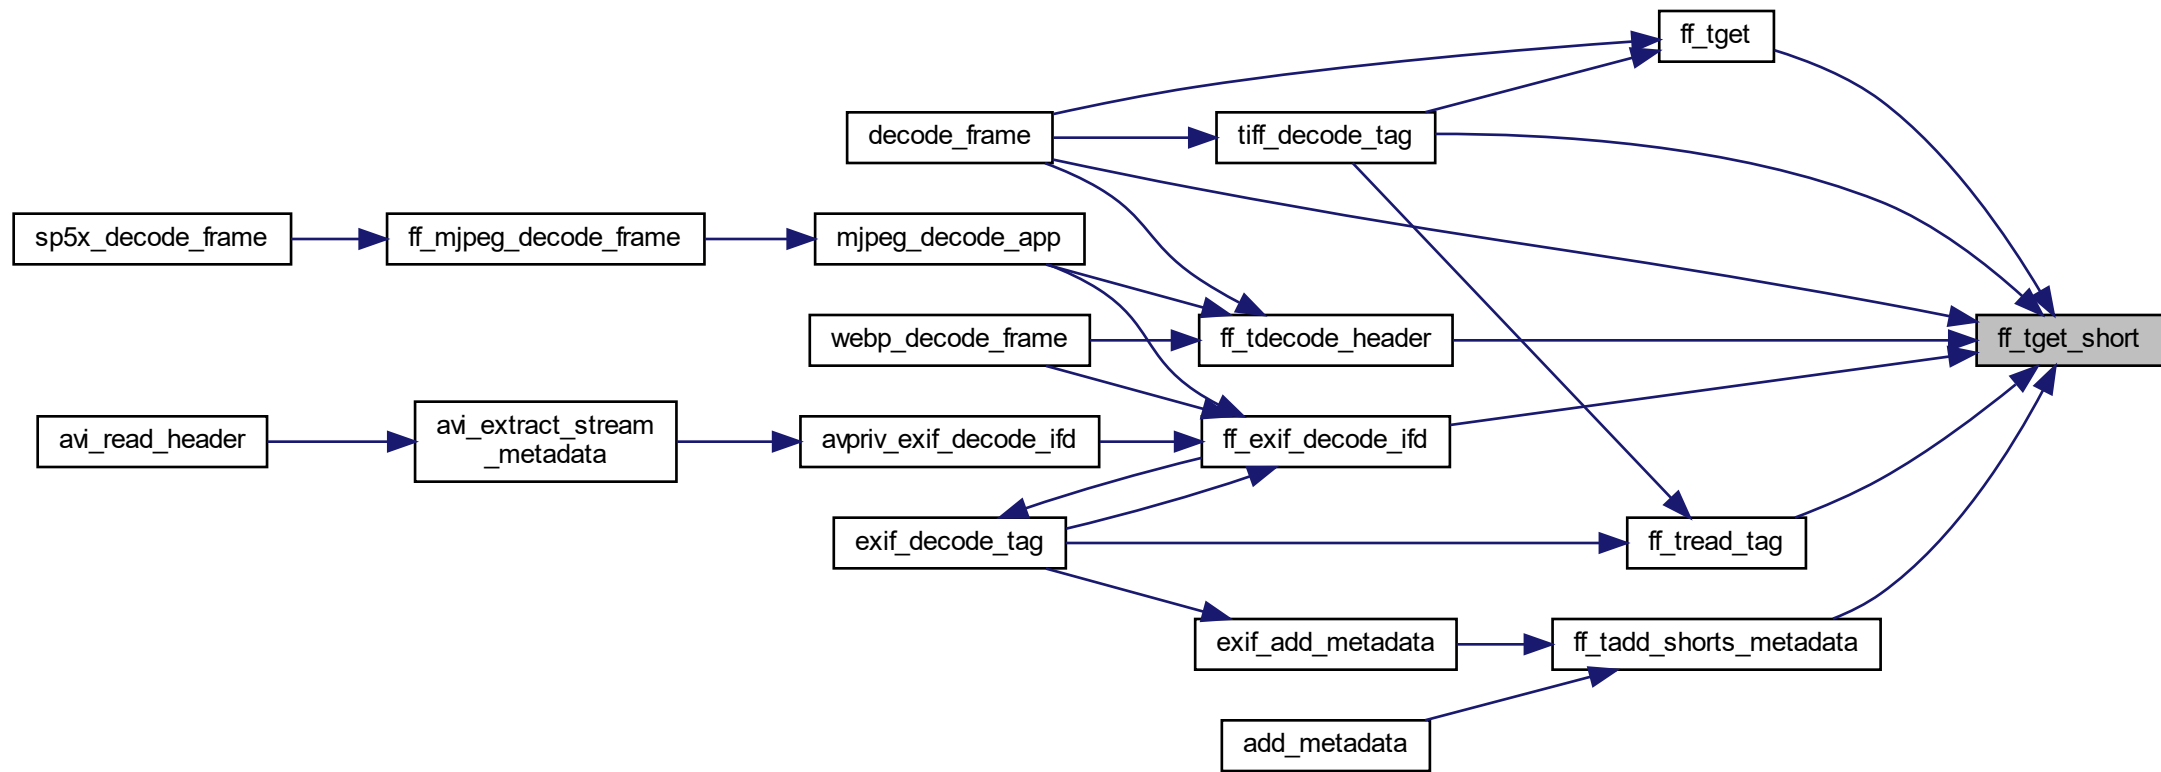 ff_tget
decode_frame
tiff_decode_tag
sp5x_decode_frame
ff_mjpeg_decode_frame
mjpeg_decode_app
webp_decode_frame
ff_tdecode_header
ff_tget_short
avi_read_header
avi_extract_stream
_metadata
avpriv_exif_decode_ifd
ff_exif_decode_ifd
exif_decode_tag
ff_tread_tag
exif_add_metadata
ff_tadd_shorts_metadata
add_metadata